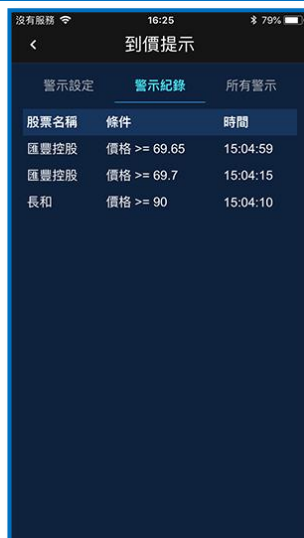 沒有服務 16:25 79%
到價提示
警示設定 警示紀錄 所有警示
股票名稱 條件 時間
匯豐控股 價格 >= 69.65 15:04:59
匯豐控股 價格 >= 69.7 15:04:15
長和 價格 >= 90 15:04:10